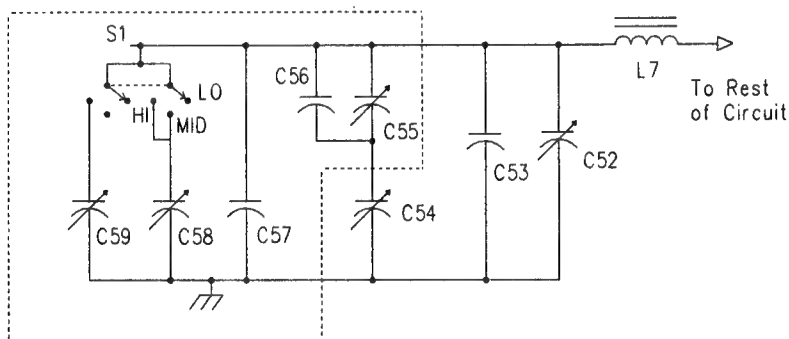 S1
C56
L7
LO
HI
MID
C55
To Rest
of Circuit
C53
C52
C59
C58
C57
C54